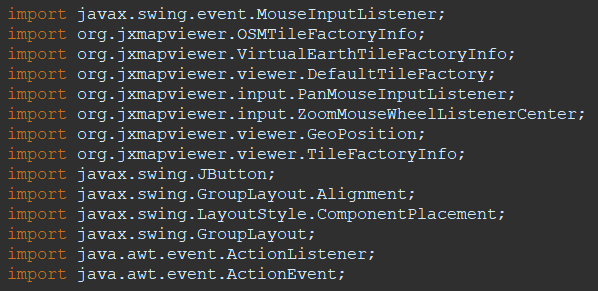 import javax.swing.event.MouseInputListener;
import org.jxmapviewer.OSMTileFactoryInfo;
import org.jxmapviewer.VirtualEarthTileFactoryInfo;
import org.jxmapviewer.viewer.DefaultTileFactory;
import org.jxmapviewer.input.PanMouseInputListener;
import org.jxmapviewer.input.ZoomMouseWheelListenerCenter;
import org.jxmapviewer.viewer.GeoPosition;
import org.jxmapviewer.viewer.TileFactoryInfo;
import javax.swing.JButton;
import javax.swing.GroupLayout.Alignment;
import javax.swing.LayoutStyle.ComponentPlacement;
import javax.swing.GroupLayout;
import java.awt.event.ActionListener;
import java.awt.event.ActionEvent;